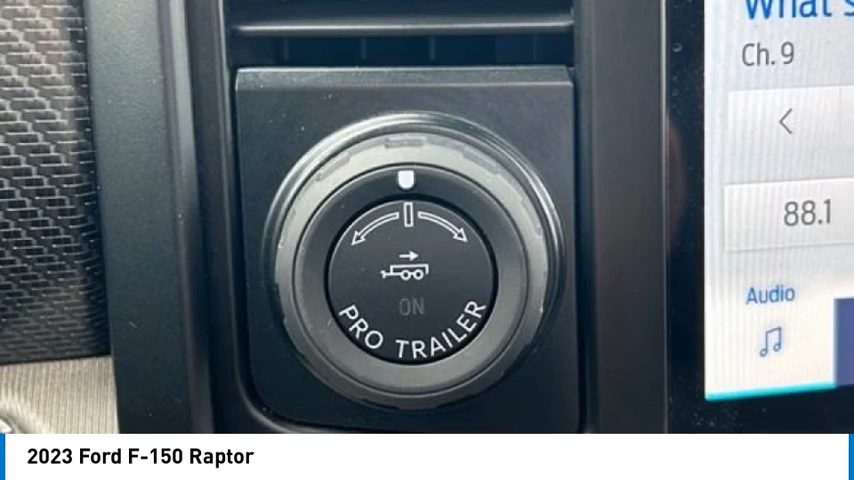 What's
Ch. 9
88.1
Audio
ON
PRO TRAILER
2023 Ford F-150 Raptor